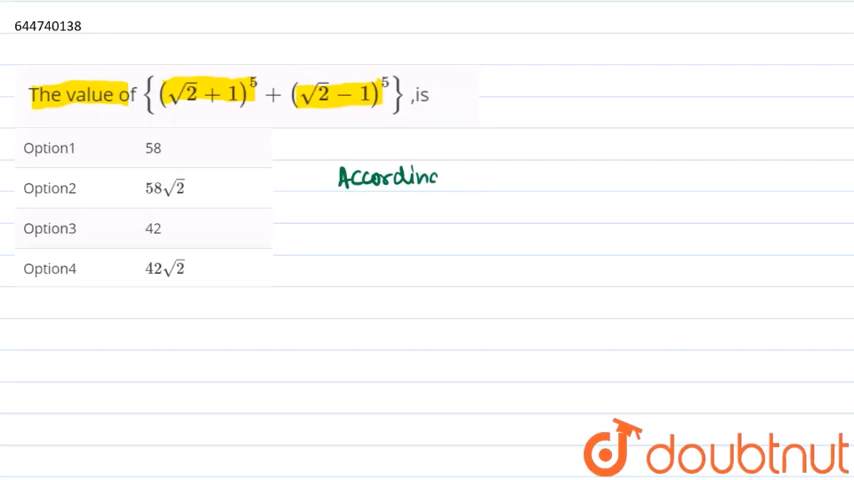 644740138
The value of {(√2 + 1)^5 + (√2 − 1)^5} ,is
Option1 58
Option2 58√2
Option3 42
Option4 42√2
Accordinc
doubtnut